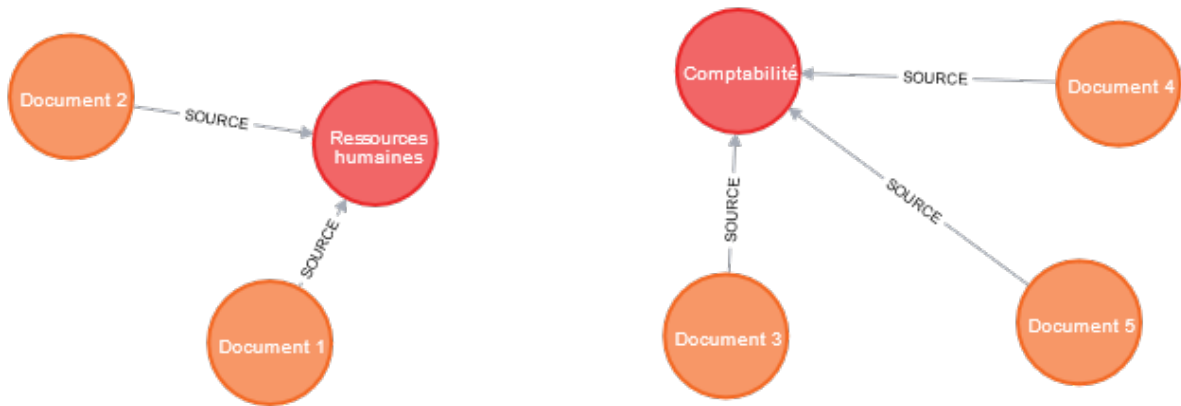 Document 2
SOURCE
Ressources
humaines
SOURCE
Document 1
Comptabilité
SOURCE
Document 4
SOURCE
SOURCE
Document 3
Document 5